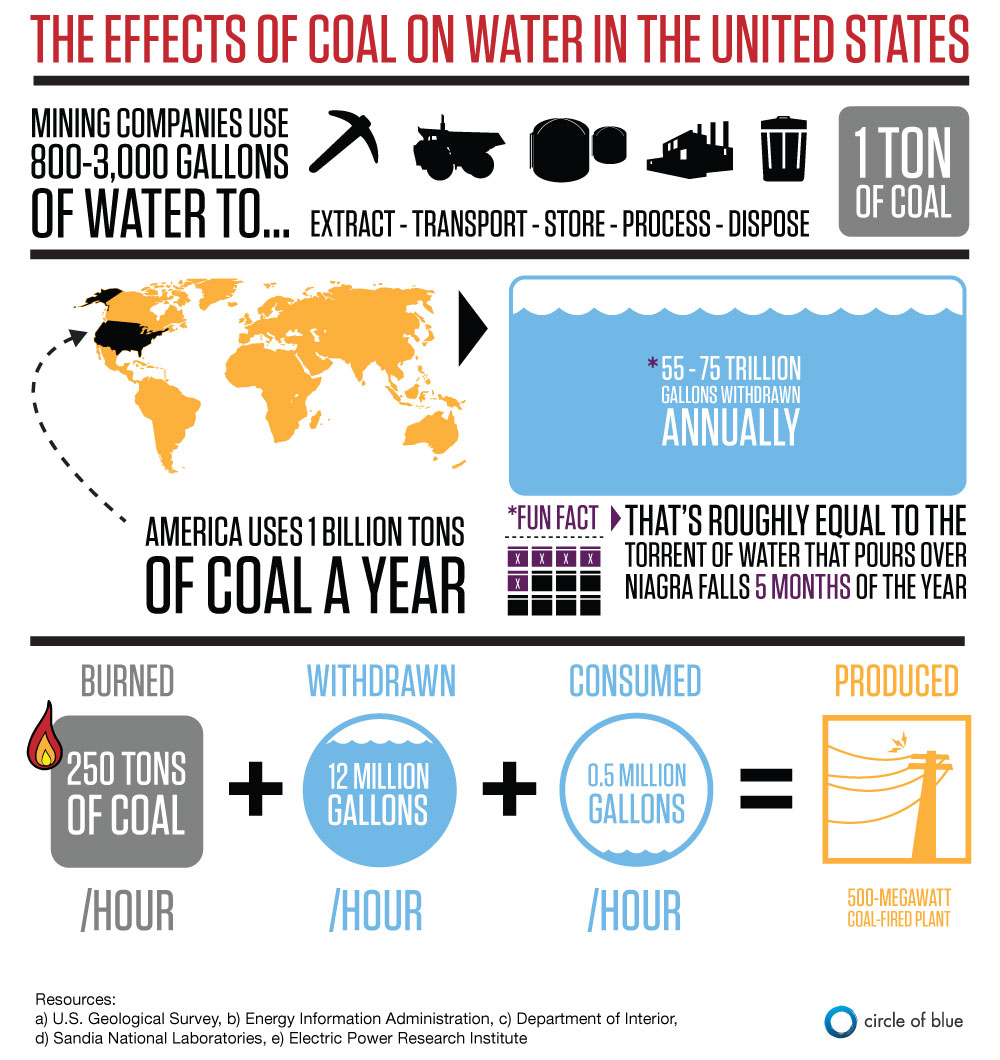 THE EFFECTS OF COAL ON WATER IN THE UNITED STATES
MINING COMPANIES USE
800-3,000 GALLONS
OF WATER TO...
EXTRACT - TRANSPORT - STORE - PROCESS - DISPOSE
1 TON
OF COAL
*55 - 75 TRILLION
GALLONS WITHDRAWN
ANNUALLY
AMERICA USES 1 BILLION TONS
OF COAL A YEAR
*FUN FACT
X X X X
X
THAT'S ROUGHLY EQUAL TO THE
TORRENT OF WATER THAT POURS OVER
NIAGRA FALLS 5 MONTHS OF THE YEAR
BURNED
250 TONS
OF COAL
/HOUR
+
WITHDRAWN
12 MILLION
GALLONS
/HOUR
+
CONSUMED
0.5 MILLION
GALLONS
/HOUR
=
PRODUCED
500-MEGAWATT
COAL-FIRED PLANT
Resources:
a) U.S. Geological Survey, b) Energy Information Administration, c) Department of Interior,
d) Sandia National Laboratories, e) Electric Power Research Institute
circle of blue